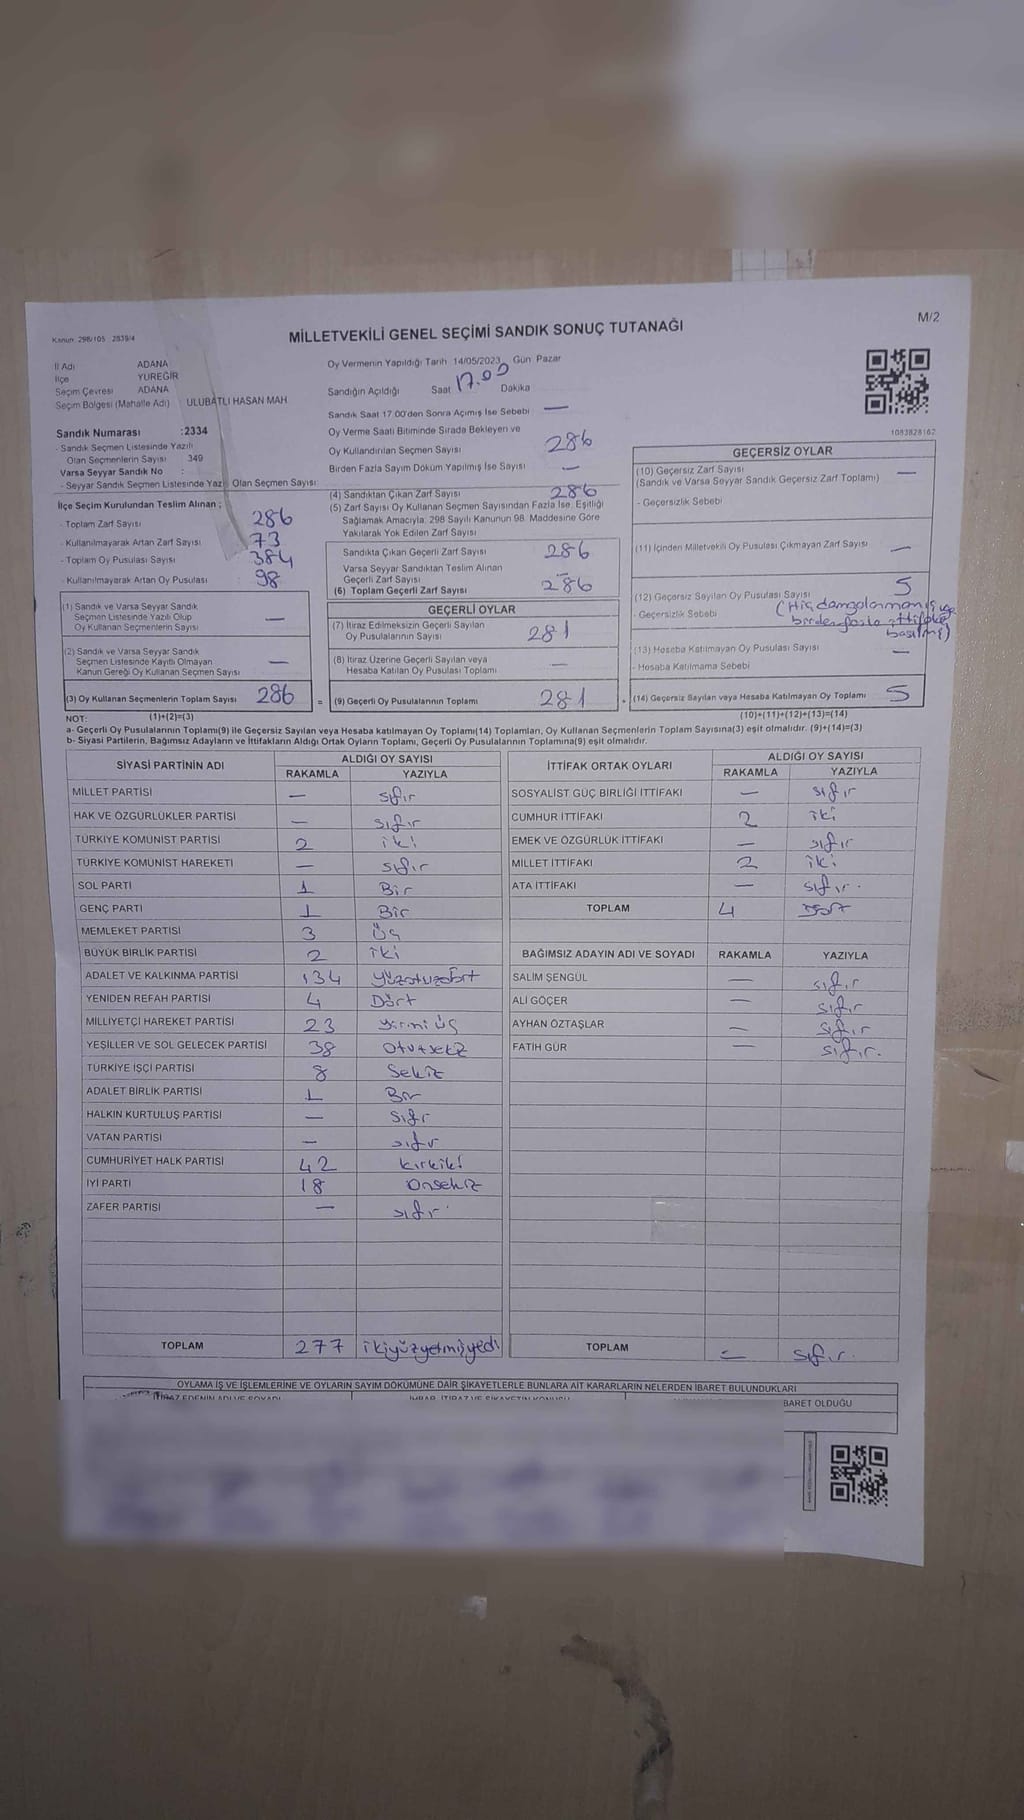 M/2
Kanun 298/105 2839/4
MİLLETVEKİLİ GENEL SEÇİMİ SANDIK SONUÇ TUTANAĞI
İl Adı ADANA
İlçe YÜREĞİR
Seçim Çevresi ADANA
Seçim Bölgesi (Mahalle Adı) ULUBATLI HASAN MAH.
Sandık Numarası :2334
- Sandık Seçmen Listesinde Yazılı
Olan Seçmenlerin Sayısı 349
Varsa Seyyar Sandık No :
- Seyyar Sandık Seçmen Listesinde Yazılı Olan Seçmen Sayısı:
İlçe Seçim Kurulundan Teslim Alınan ;
- Toplam Zarf Sayısı 286
- Kullanılmayarak Artan Zarf Sayısı 73
- Toplam Oy Pusulası Sayısı 384
- Kullanılmayarak Artan Oy Pusulası 98
(1) Sandık ve Varsa Seyyar Sandık
Seçmen Listesinde Yazılı Olup
Oy Kullanan Seçmenlerin Sayısı —
(2) Sandık ve Varsa Seyyar Sandık
Seçmen Listesinde Kayıtlı Olmayan
Kanun Gereği Oy Kullanan Seçmen Sayısı —
(3) Oy Kullanan Seçmenlerin Toplam Sayısı 286 =
Oy Vermenin Yapıldığı Tarih 14/05/2023 Gün Pazar
Sandığın Açıldığı Saat 17.00 Dakika
Sandık Saat 17.00'den Sonra Açılmış İse Sebebi —
Oy Verme Saati Bitiminde Sırada Bekleyen ve
Oy Kullandırılan Seçmen Sayısı 286
Birden Fazla Sayım Döküm Yapılmış İse Sayısı —
(4) Sandıktan Çıkan Zarf Sayısı 286
(5) Zarf Sayısı Oy Kullanan Seçmen Sayısından Fazla İse, Eşitliği
Sağlamak Amacıyla, 298 Sayılı Kanunun 98. Maddesine Göre
Yakılarak Yok Edilen Zarf Sayısı
Sandıkta Çıkan Geçerli Zarf Sayısı 286
Varsa Seyyar Sandıktan Teslim Alınan
Geçerli Zarf Sayısı —
(6) Toplam Geçerli Zarf Sayısı 286
GEÇERLİ OYLAR
(7) İtiraz Edilmeksizin Geçerli Sayılan
Oy Pusulalarının Sayısı 281
(8) İtiraz Üzerine Geçerli Sayılan veya
Hesaba Katılan Oy Pusulası Toplamı —
(9) Geçerli Oy Pusulalarının Toplamı 281
1083828162
GEÇERSİZ OYLAR
(10) Geçersiz Zarf Sayısı —
(Sandık ve Varsa Seyyar Sandık Geçersiz Zarf Toplamı)
- Geçersizlik Sebebi
(11) İçinden Milletvekili Oy Pusulası Çıkmayan Zarf Sayısı —
(12) Geçersiz Sayılan Oy Pusulası Sayısı 5
- Geçersizlik Sebebi (Hiç damgalanmamış ve
birden fazla ittifaka
basılmış)
(13) Hesaba Katılmayan Oy Pusulası Sayısı —
- Hesaba Katılmama Sebebi
(14) Geçersiz Sayılan veya Hesaba Katılmayan Oy Toplamı 5
NOT: (1)+(2)=(3) (10)+(11)+(12)+(13)=(14)
a- Geçerli Oy Pusulalarının Toplamı(9) ile Geçersiz Sayılan veya Hesaba katılmayan Oy Toplamı(14) Toplamları, Oy Kullanan Seçmenlerin Toplam Sayısına(3) eşit olmalıdır. (9)+(14)=(3)
b- Siyasi Partilerin, Bağımsız Adayların ve İttifakların Aldığı Ortak Oyların Toplamı, Geçerli Oy Pusulalarının Toplamına(9) eşit olmalıdır.
SİYASİ PARTİNİN ADI ALDIĞI OY SAYISI
RAKAMLA YAZIYLA
MİLLET PARTİSİ — sıfır
HAK VE ÖZGÜRLÜKLER PARTİSİ — sıfır
TÜRKİYE KOMÜNİST PARTİSİ 2 iki
TÜRKİYE KOMÜNİST HAREKETİ — sıfır
SOL PARTİ 1 Bir
GENÇ PARTİ 1 Bir
MEMLEKET PARTİSİ 3 Üç
BÜYÜK BİRLİK PARTİSİ 2 iki
ADALET VE KALKINMA PARTİSİ 134 yüzotuzdört
YENİDEN REFAH PARTİSİ 4 Dört
MİLLİYETÇİ HAREKET PARTİSİ 23 yirmi üç
YEŞİLLER VE SOL GELECEK PARTİSİ 38 otuzsekiz
TÜRKİYE İŞÇİ PARTİSİ 8 Sekiz
ADALET BİRLİK PARTİSİ 1 Bir
HALKIN KURTULUŞ PARTİSİ — sıfır
VATAN PARTİSİ — sıfır
CUMHURİYET HALK PARTİSİ 42 kırkiki
İYİ PARTİ 18 onsekiz
ZAFER PARTİSİ — sıfır
TOPLAM 277 ikiyüzyetmişyedi
İTTİFAK ORTAK OYLARI ALDIĞI OY SAYISI
RAKAMLA YAZIYLA
SOSYALİST GÜÇ BİRLİĞİ İTTİFAKI — sıfır
CUMHUR İTTİFAKI 2 iki
EMEK VE ÖZGÜRLÜK İTTİFAKI — sıfır
MİLLET İTTİFAKI 2 iki
ATA İTTİFAKI — sıfır.
TOPLAM 4 Dört
BAĞIMSIZ ADAYIN ADI VE SOYADI RAKAMLA YAZIYLA
SALİM ŞENGÜL — sıfır
ALİ GÖÇER — sıfır
AYHAN ÖZTAŞLAR — sıfır
FATİH GÜR — sıfır.
TOPLAM — sıfır.
OYLAMA İŞ VE İŞLEMLERİNE VE OYLARIN SAYIM DÖKÜMÜNE DAİR ŞİKAYETLERLE BUNLARA AİT KARARLARIN NELERDEN İBARET BULUNDUKLARI
İTİRAZ EDENİN ADI VE SOYADI İHBAR, İTİRAZ VE ŞİKAYETİN KONUSU BARET OLDUĞU